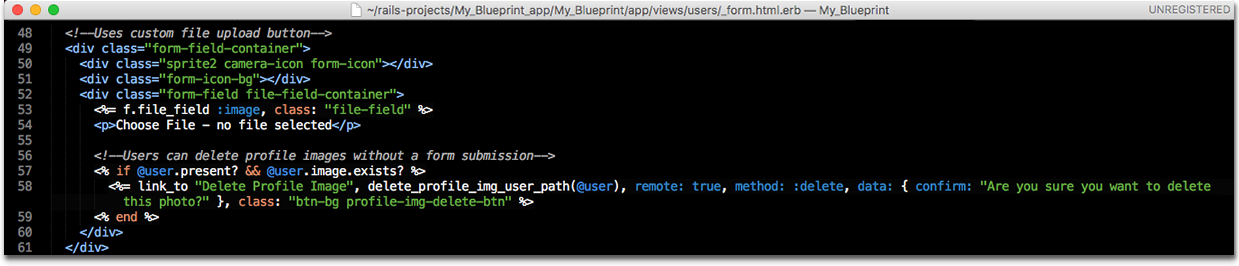 ~/rails-projects/My_Blueprint_app/My_Blueprint/app/views/users/_form.html.erb — My_Blueprint UNREGISTERED
48 <!--Uses custom file upload button-->
49 <div class="form-field-container">
50 <div class="sprite2 camera-icon form-icon"></div>
51 <div class="form-icon-bg"></div>
52 <div class="form-field file-field-container">
53 <%= f.file_field :image, class: "file-field" %>
54 <p>Choose File - no file selected</p>
55
56 <!--Users can delete profile images without a form submission-->
57 <% if @user.present? && @user.image.exists? %>
58 <%= link_to "Delete Profile Image", delete_profile_img_user_path(@user), remote: true, method: :delete, data: { confirm: "Are you sure you want to delete
this photo?" }, class: "btn-bg profile-img-delete-btn" %>
59 <% end %>
60 </div>
61 </div>